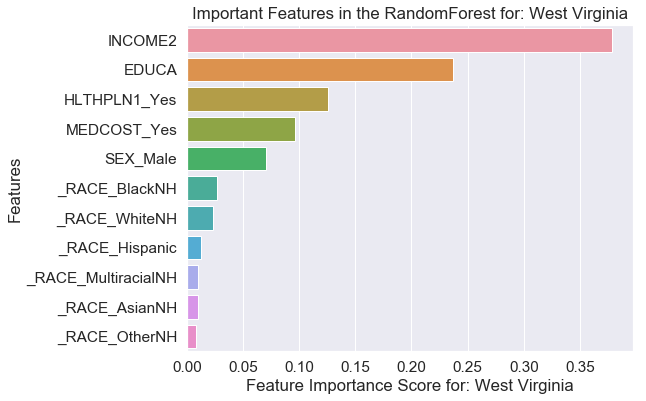 Important Features in the RandomForest for: West Virginia
Features
INCOME2
EDUCA
HLTHPLN1_Yes
MEDCOST_Yes
SEX_Male
_RACE_BlackNH
_RACE_WhiteNH
_RACE_Hispanic
_RACE_MultiracialNH
_RACE_AsianNH
_RACE_OtherNH
0.00 0.05 0.10 0.15 0.20 0.25 0.30 0.35
Feature Importance Score for: West Virginia